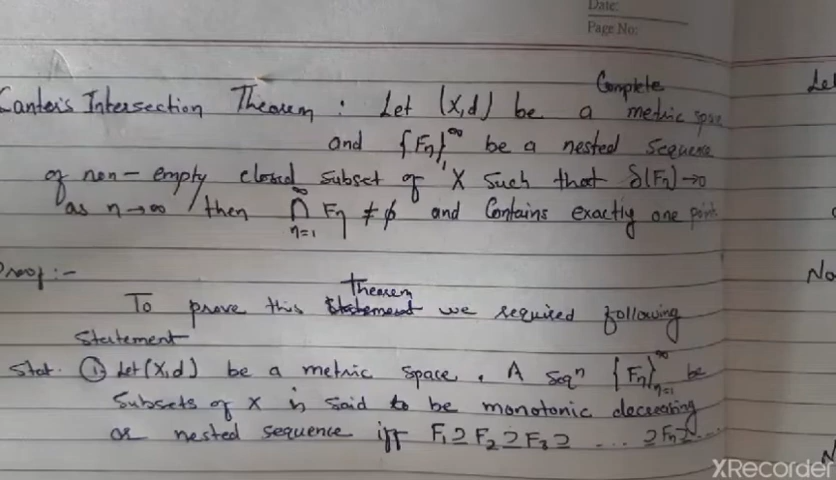 Date:
Page No:
Complete
Cantor's Intersection Theorem : Let (X,d) be a metric space
and {Fn}∞1 be a nested sequence
of non-empty closed subset of X such that δ(Fn)→0
as n→∞ then ∞∩n=1 Fn ≠ ϕ and Contains exactly one point.
Proof :-
Theorem
To prove this we required following
Statement
Stat. ① Let (X,d) be a metric space. A seqⁿ {Fn}∞n=1 be
Subsets of X is said to be monotonic decreasing
or nested sequence iff F1⊇F2⊇F3⊇ ... ⊇Fn⊇...
Let
No
XRecorder